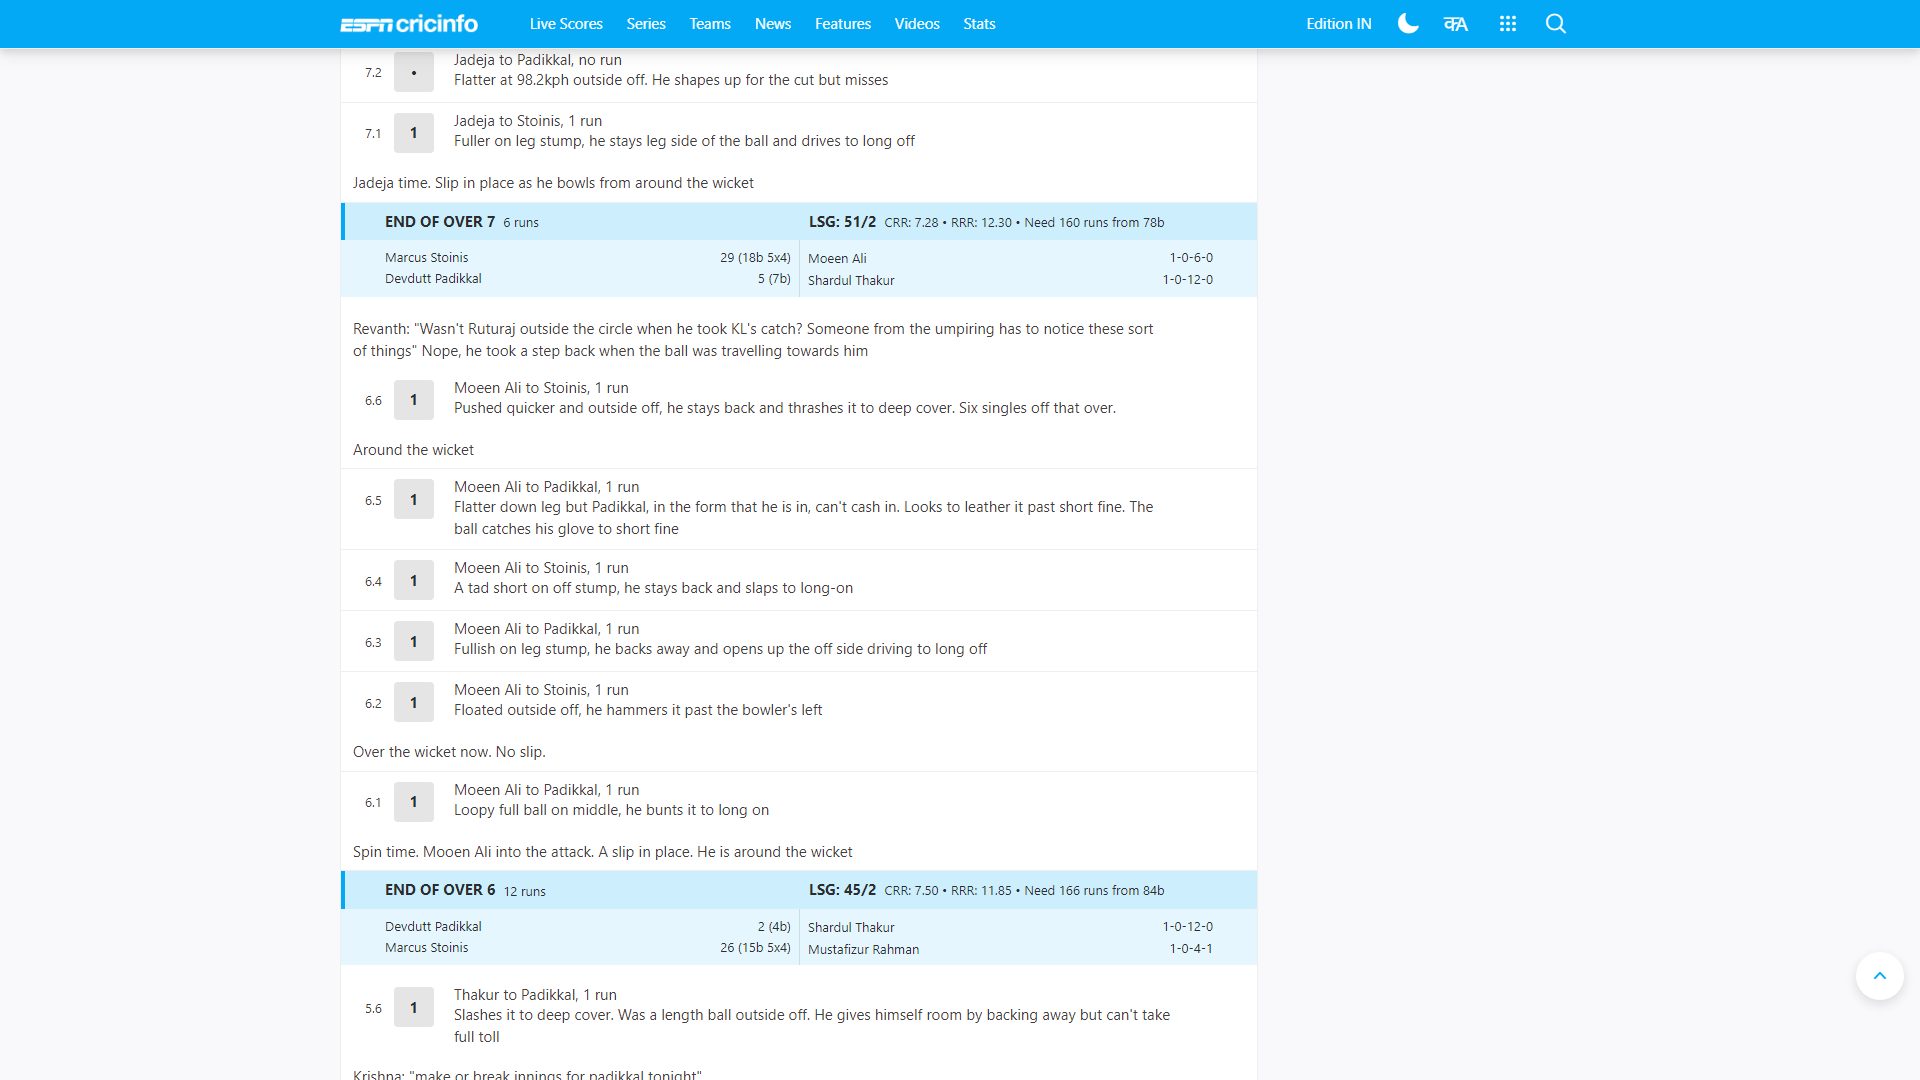 ESPN cricinfo
Live Scores Series Teams News Features Videos Stats
Edition IN
क A
7.2
•
Jadeja to Padikkal, no run
Flatter at 98.2kph outside off. He shapes up for the cut but misses
7.1
1
Jadeja to Stoinis, 1 run
Fuller on leg stump, he stays leg side of the ball and drives to long off
Jadeja time. Slip in place as he bowls from around the wicket
END OF OVER 7 6 runs
LSG: 51/2 CRR: 7.28 • RRR: 12.30 • Need 160 runs from 78b
Marcus Stoinis 29 (18b 5x4)
Devdutt Padikkal 5 (7b)
Moeen Ali 1-0-6-0
Shardul Thakur 1-0-12-0
Revanth: "Wasn't Ruturaj outside the circle when he took KL's catch? Someone from the umpiring has to notice these sort
of things" Nope, he took a step back when the ball was travelling towards him
6.6
1
Moeen Ali to Stoinis, 1 run
Pushed quicker and outside off, he stays back and thrashes it to deep cover. Six singles off that over.
Around the wicket
6.5
1
Moeen Ali to Padikkal, 1 run
Flatter down leg but Padikkal, in the form that he is in, can't cash in. Looks to leather it past short fine. The
ball catches his glove to short fine
6.4
1
Moeen Ali to Stoinis, 1 run
A tad short on off stump, he stays back and slaps to long-on
6.3
1
Moeen Ali to Padikkal, 1 run
Fullish on leg stump, he backs away and opens up the off side driving to long off
6.2
1
Moeen Ali to Stoinis, 1 run
Floated outside off, he hammers it past the bowler's left
Over the wicket now. No slip.
6.1
1
Moeen Ali to Padikkal, 1 run
Loopy full ball on middle, he bunts it to long on
Spin time. Mooen Ali into the attack. A slip in place. He is around the wicket
END OF OVER 6 12 runs
LSG: 45/2 CRR: 7.50 • RRR: 11.85 • Need 166 runs from 84b
Devdutt Padikkal 2 (4b)
Marcus Stoinis 26 (15b 5x4)
Shardul Thakur 1-0-12-0
Mustafizur Rahman 1-0-4-1
5.6
1
Thakur to Padikkal, 1 run
Slashes it to deep cover. Was a length ball outside off. He gives himself room by backing away but can't take
full toll
Krishna: "make or break innings for padikkal tonight"